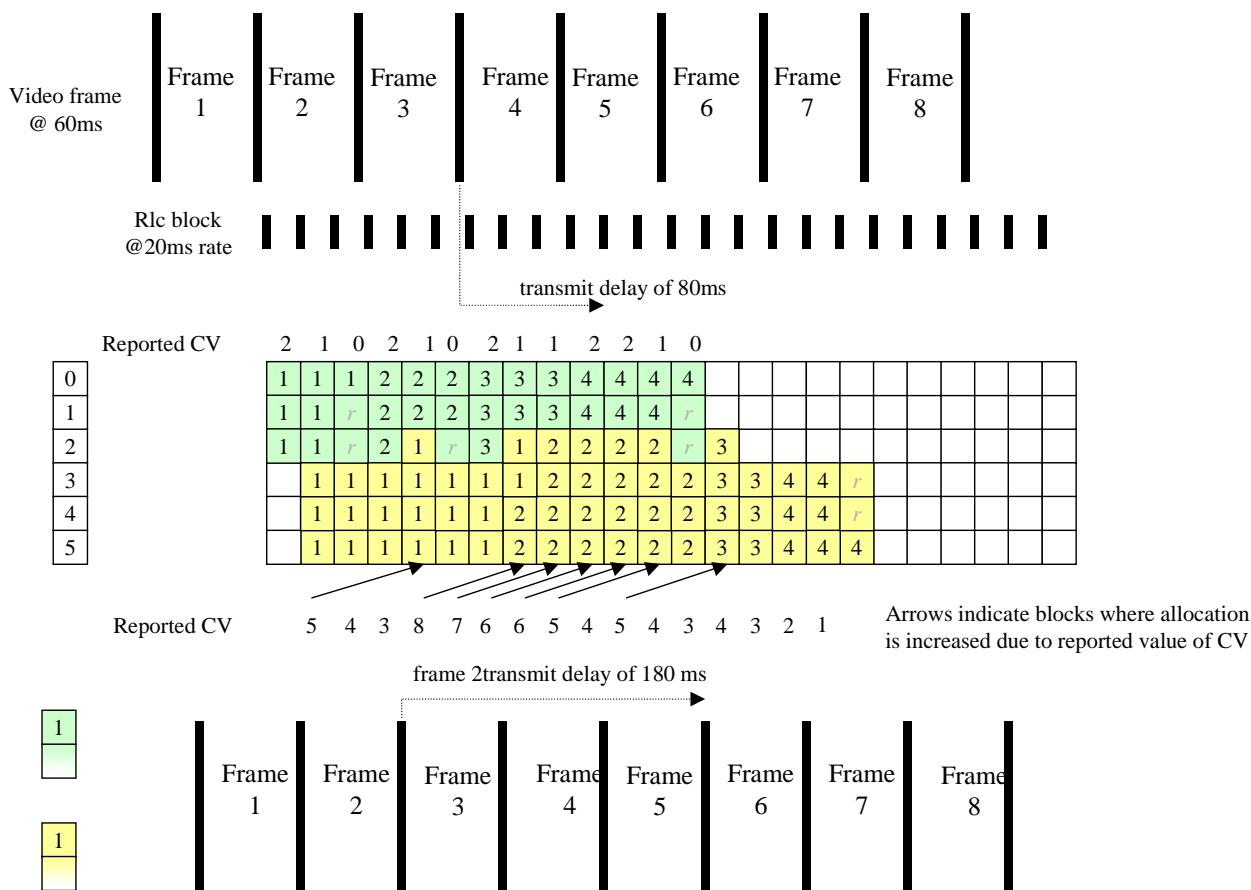 Frame 1
Frame 2
Frame 3
Frame 4
Frame 5
Frame 6
Frame 7
Frame 8
Video frame
@ 60ms
Rlc block
@20ms rate
transmit delay of 80ms
Reported CV 2 1 0 2 1 0 2 1 1 2 2 1 0
0 1 1 1 2 2 2 3 3 3 4 4 4 4
1 1 1 r 2 2 2 3 3 3 4 4 4 r
2 1 1 r 2 1 r 3 1 2 2 2 2 r 3
3 1 1 1 1 1 1 1 2 2 2 2 2 3 3 4 4 r
4 1 1 1 1 1 1 2 2 2 2 2 2 3 3 4 4 r
5 1 1 1 1 1 1 2 2 2 2 2 2 3 3 4 4 4
Reported CV 5 4 3 8 7 6 6 5 4 5 4 3 4 3 2 1
Arrows indicate blocks where allocation
is increased due to reported value of CV
frame 2transmit delay of 180 ms
1
1
Frame 1
Frame 2
Frame 3
Frame 4
Frame 5
Frame 6
Frame 7
Frame 8